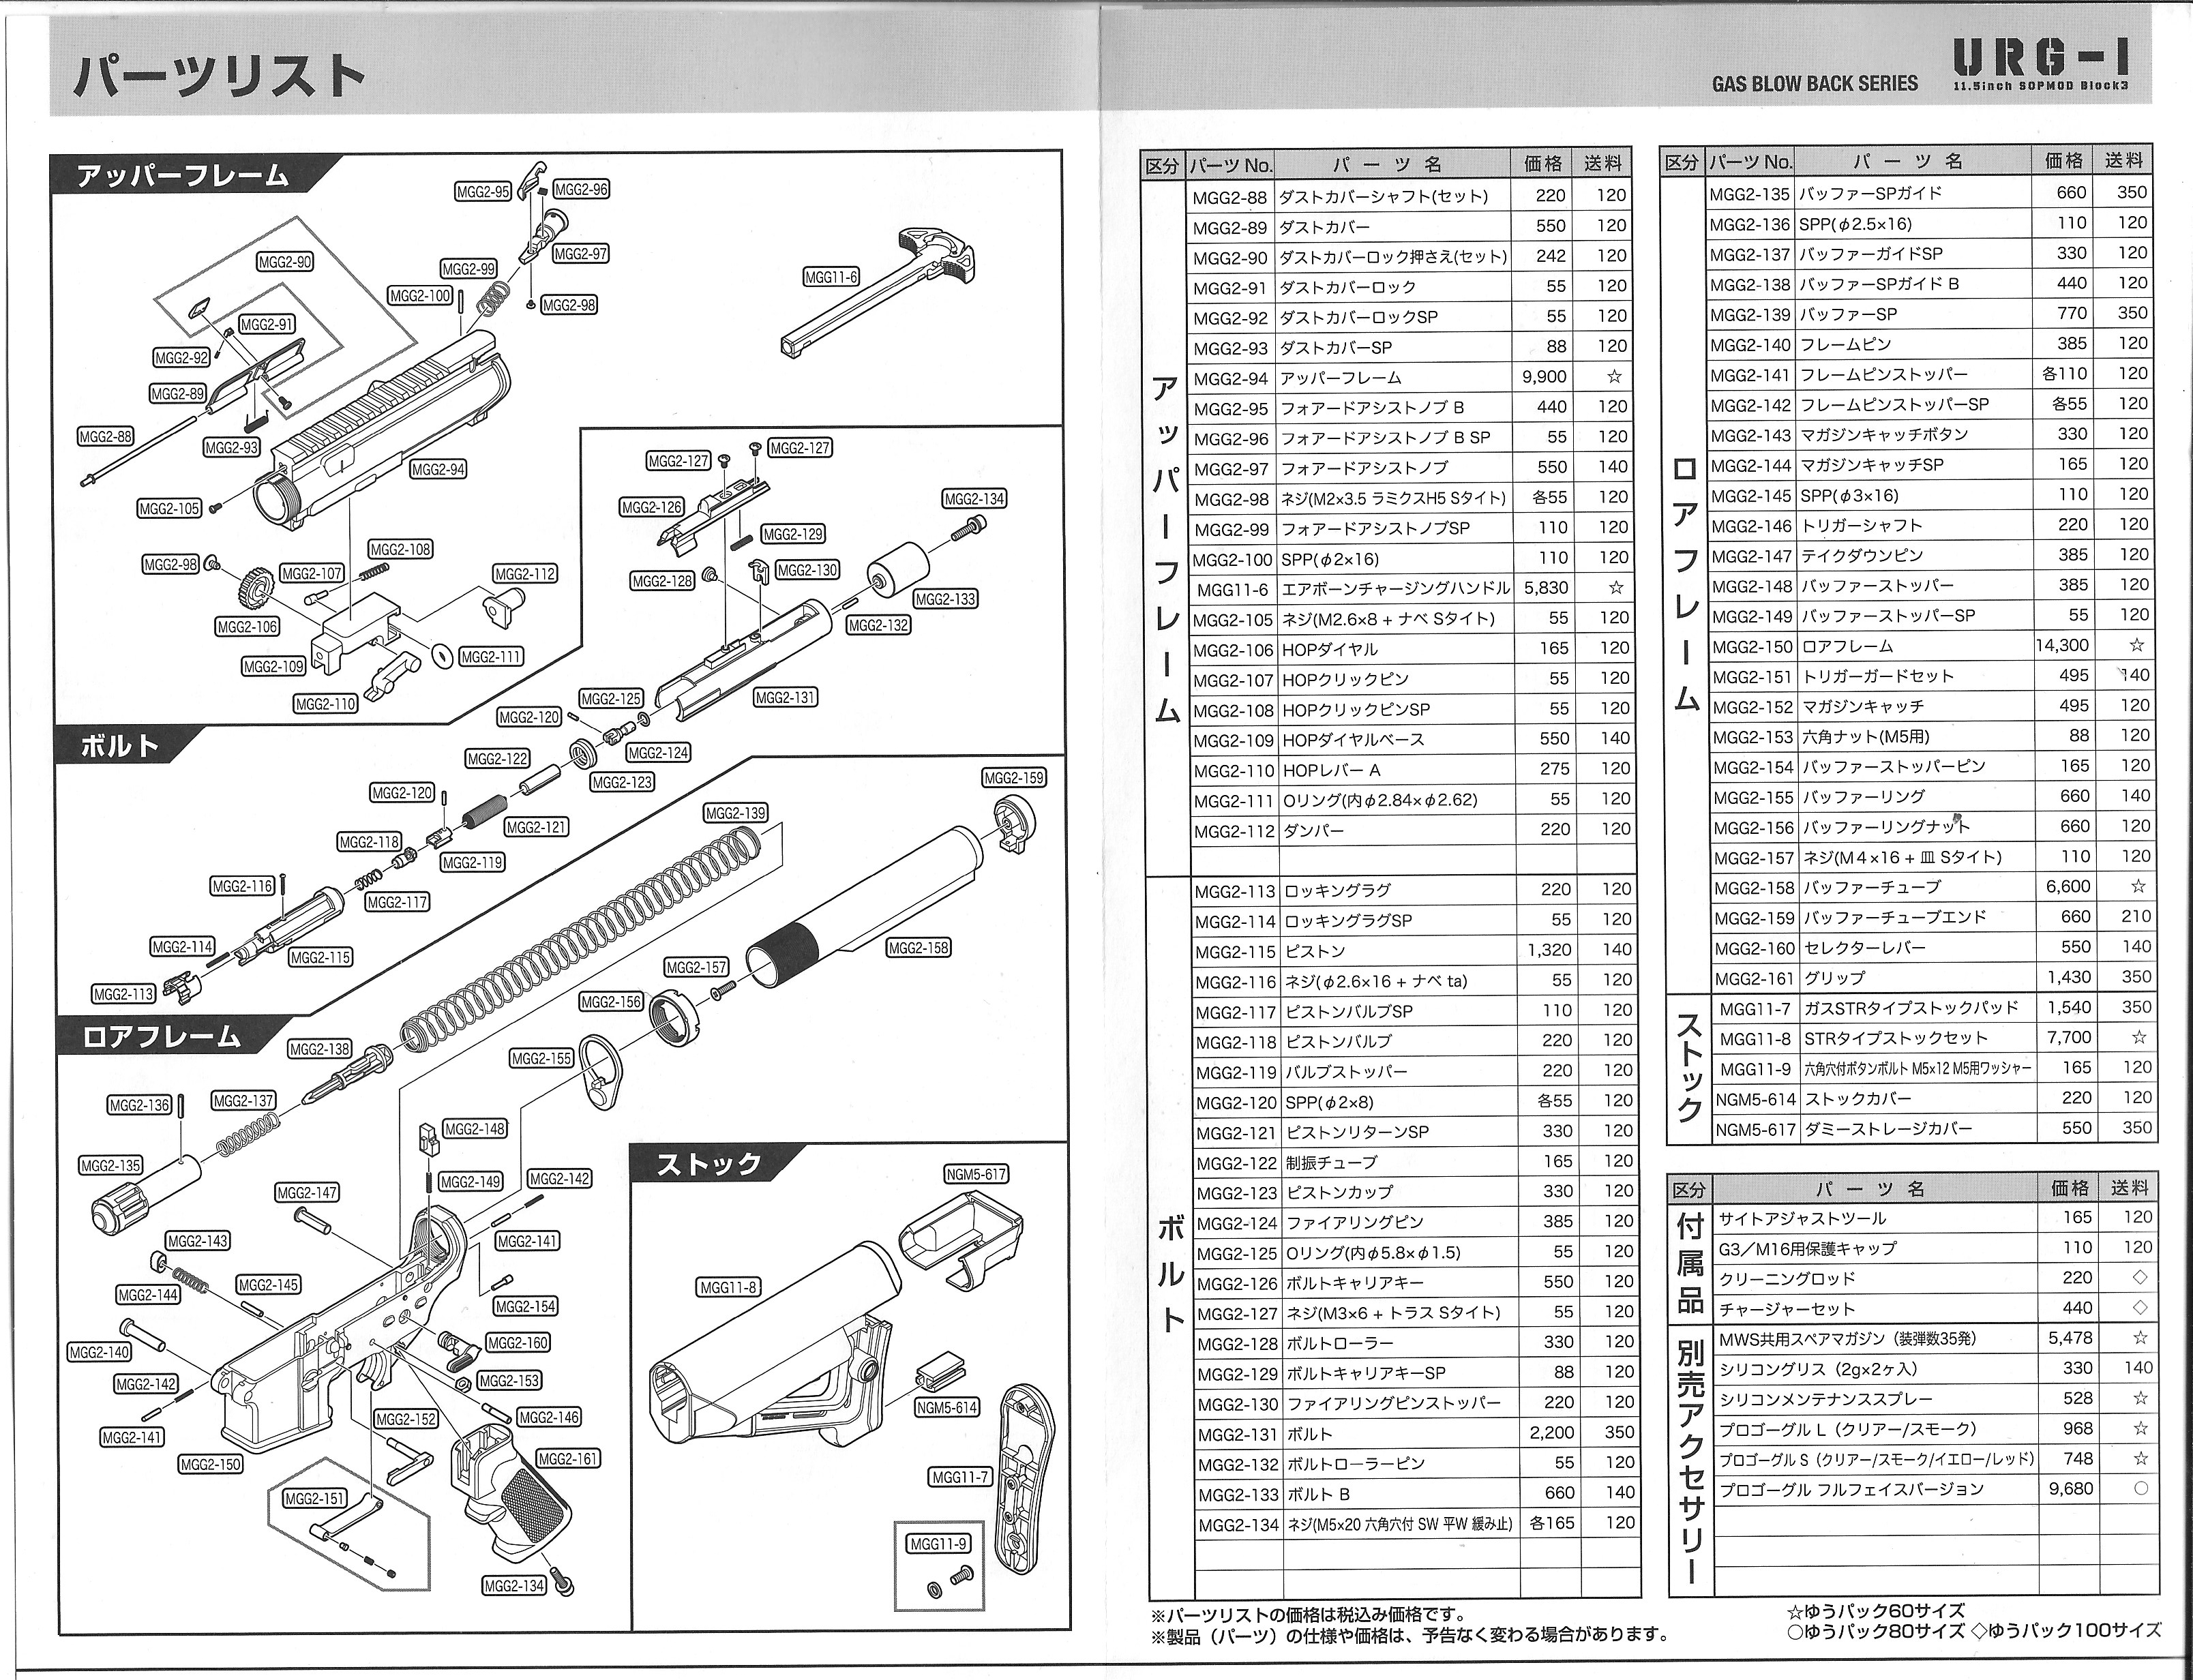 パーツリスト
GAS BLOW BACK SERIES
URG-I
11.5inch SOPMOD Block3
アッパーフレーム
MGG2-95
MGG2-96
MGG2-97
MGG2-90
MGG2-99
MGG2-100
MGG2-98
MGG11-6
MGG2-91
MGG2-92
MGG2-89
MGG2-88
MGG2-93
MGG2-94
MGG2-105
MGG2-108
MGG2-98
MGG2-107
MGG2-112
MGG2-106
MGG2-109
MGG2-111
MGG2-110
ボルト
MGG2-127
MGG2-127
MGG2-126
MGG2-134
MGG2-129
MGG2-128
MGG2-130
MGG2-133
MGG2-132
MGG2-125
MGG2-131
MGG2-120
MGG2-124
MGG2-122
MGG2-123
MGG2-120
MGG2-121
MGG2-118
MGG2-119
MGG2-116
MGG2-117
MGG2-114
MGG2-115
MGG2-113
ロアフレーム
MGG2-159
MGG2-139
MGG2-158
MGG2-157
MGG2-156
MGG2-155
MGG2-138
MGG2-136
MGG2-137
MGG2-135
MGG2-148
MGG2-149
MGG2-142
MGG2-147
MGG2-141
MGG2-143
MGG2-145
MGG2-144
MGG2-154
MGG2-140
MGG2-160
MGG2-142
MGG2-153
MGG2-152
MGG2-146
MGG2-141
MGG2-150
MGG2-161
MGG2-151
MGG2-134
ストック
NGM5-617
MGG11-8
NGM5-614
MGG11-7
MGG11-9
区分 パーツNo. パーツ名 価格 送料
アッパーフレーム
MGG2-88 ダストカバーシャフト(セット) 220 120
MGG2-89 ダストカバー 550 120
MGG2-90 ダストカバーロック押さえ(セット) 242 120
MGG2-91 ダストカバーロック 55 120
MGG2-92 ダストカバーロックSP 55 120
MGG2-93 ダストカバーSP 88 120
MGG2-94 アッパーフレーム 9,900 ☆
MGG2-95 フォアードアシストノブ B 440 120
MGG2-96 フォアードアシストノブ B SP 55 120
MGG2-97 フォアードアシストノブ 550 140
MGG2-98 ネジ(M2×3.5 ラミクスH5 Sタイト) 各55 120
MGG2-99 フォアードアシストノブSP 110 120
MGG2-100 SPP(φ2×16) 110 120
MGG11-6 エアボーンチャージングハンドル 5,830 ☆
MGG2-105 ネジ(M2.6×8 + ナベ Sタイト) 55 120
MGG2-106 HOPダイヤル 165 120
MGG2-107 HOPクリックピン 55 120
MGG2-108 HOPクリックピンSP 55 120
MGG2-109 HOPダイヤルベース 550 140
MGG2-110 HOPレバー A 275 120
MGG2-111 Oリング(内φ2.84×φ2.62) 55 120
MGG2-112 ダンパー 220 120
ボルト
MGG2-113 ロッキングラグ 220 120
MGG2-114 ロッキングラグSP 55 120
MGG2-115 ピストン 1,320 140
MGG2-116 ネジ(φ2.6×16 + ナベ ta) 55 120
MGG2-117 ピストンバルブSP 110 120
MGG2-118 ピストンバルブ 220 120
MGG2-119 バルブストッパー 220 120
MGG2-120 SPP(φ2×8) 各55 120
MGG2-121 ピストンリターンSP 330 120
MGG2-122 制振チューブ 165 120
MGG2-123 ピストンカップ 330 120
MGG2-124 ファイアリングピン 385 120
MGG2-125 Oリング(内φ5.8×φ1.5) 55 120
MGG2-126 ボルトキャリアキー 550 120
MGG2-127 ネジ(M3×6 + トラス Sタイト) 55 120
MGG2-128 ボルトローラー 330 120
MGG2-129 ボルトキャリアキーSP 88 120
MGG2-130 ファイアリングピンストッパー 220 120
MGG2-131 ボルト 2,200 350
MGG2-132 ボルトローラーピン 55 120
MGG2-133 ボルト B 660 140
MGG2-134 ネジ(M5×20 六角穴付 SW 平W 緩み止) 各165 120
※パーツリストの価格は税込み価格です。
※製品（パーツ）の仕様や価格は、予告なく変わる場合があります。
区分 パーツNo. パーツ名 価格 送料
ロアフレーム
MGG2-135 バッファーSPガイド 660 350
MGG2-136 SPP(φ2.5×16) 110 120
MGG2-137 バッファーガイドSP 330 120
MGG2-138 バッファーSPガイド B 440 120
MGG2-139 バッファーSP 770 350
MGG2-140 フレームピン 385 120
MGG2-141 フレームピンストッパー 各110 120
MGG2-142 フレームピンストッパーSP 各55 120
MGG2-143 マガジンキャッチボタン 330 120
MGG2-144 マガジンキャッチSP 165 120
MGG2-145 SPP(φ3×16) 110 120
MGG2-146 トリガーシャフト 220 120
MGG2-147 テイクダウンピン 385 120
MGG2-148 バッファーストッパー 385 120
MGG2-149 バッファーストッパーSP 55 120
MGG2-150 ロアフレーム 14,300 ☆
MGG2-151 トリガーガードセット 495 140
MGG2-152 マガジンキャッチ 495 120
MGG2-153 六角ナット(M5用) 88 120
MGG2-154 バッファーストッパーピン 165 120
MGG2-155 バッファーリング 660 140
MGG2-156 バッファーリングナット 660 120
MGG2-157 ネジ(M4×16 + 皿 Sタイト) 110 120
MGG2-158 バッファーチューブ 6,600 ☆
MGG2-159 バッファーチューブエンド 660 210
MGG2-160 セレクターレバー 550 140
MGG2-161 グリップ 1,430 350
ストック
MGG11-7 ガスSTRタイプストックパッド 1,540 350
MGG11-8 STRタイプストックセット 7,700 ☆
MGG11-9 六角穴付ボタンボルト M5×12 M5用ワッシャー 165 120
NGM5-614 ストックカバー 220 120
NGM5-617 ダミーストレージカバー 550 350
区分 パーツ名 価格 送料
付属品
サイトアジャストツール 165 120
G3／M16用保護キャップ 110 120
クリーニングロッド 220 ◇
チャージャーセット 440 ◇
別売アクセサリー
MWS共用スペアマガジン（装弾数35発） 5,478 ☆
シリコングリス（2g×2ヶ入） 330 140
シリコンメンテナンススプレー 528 ☆
プロゴーグル L（クリアー/スモーク） 968 ☆
プロゴーグル S（クリアー/スモーク/イエロー/レッド） 748 ☆
プロゴーグル フルフェイスバージョン 9,680 ○
☆ゆうパック60サイズ
○ゆうパック80サイズ ◇ゆうパック100サイズ